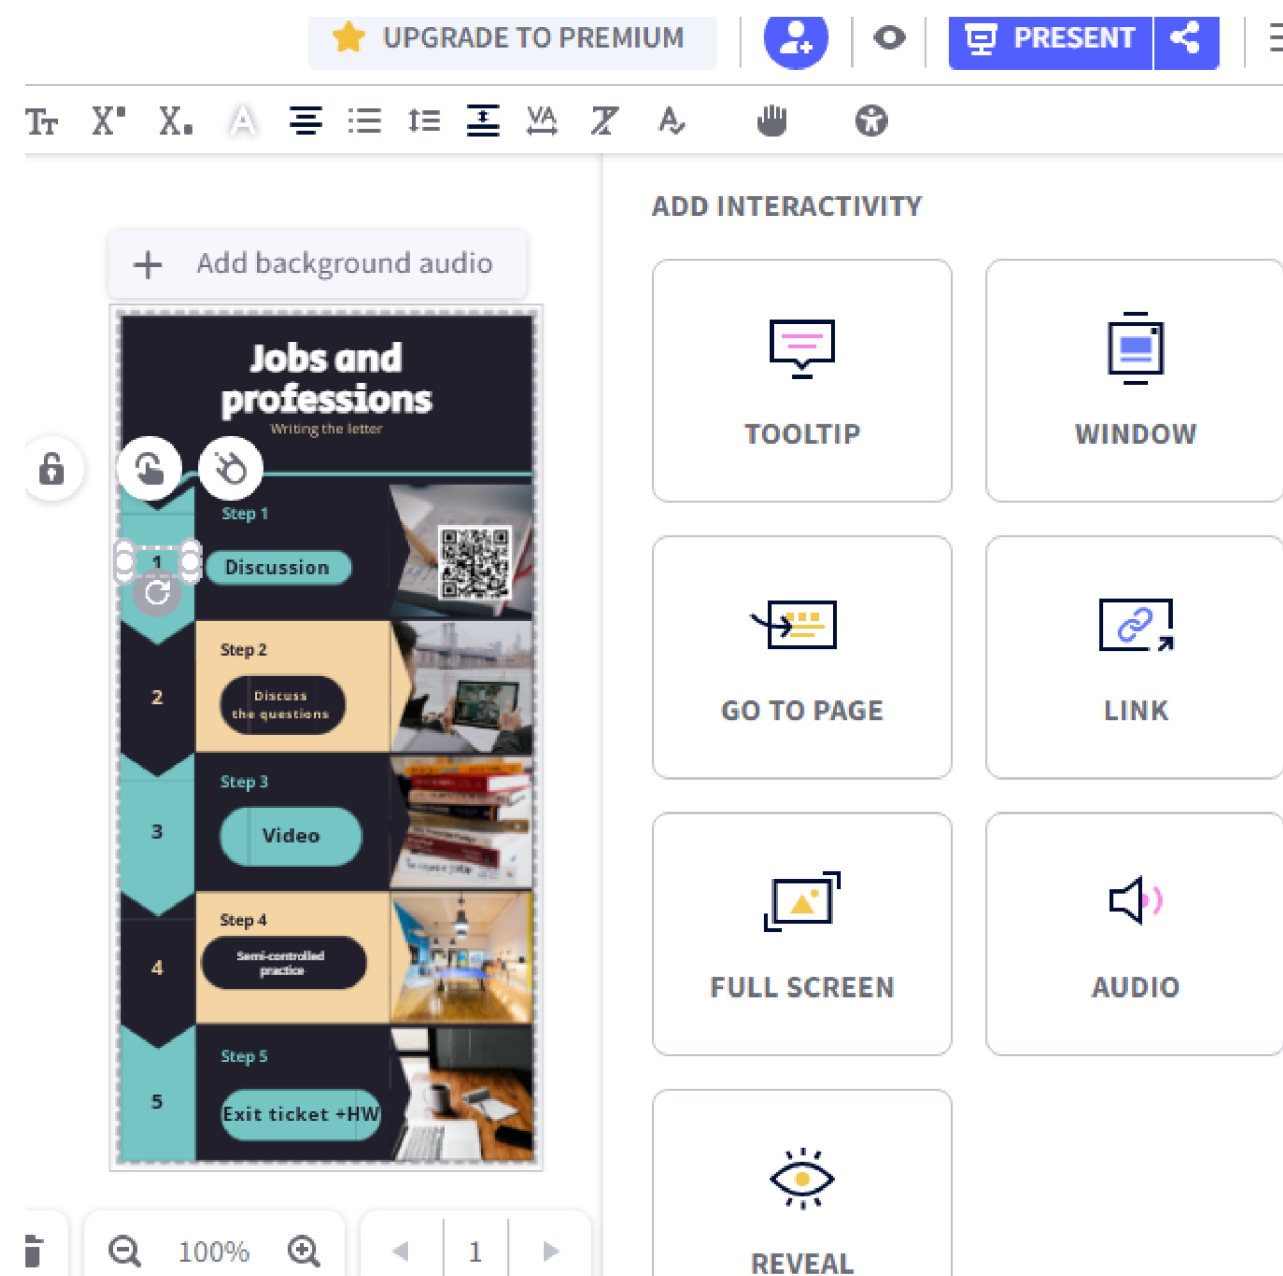 UPGRADE TO PREMIUM
PRESENT
ADD INTERACTIVITY
Add background audio
Jobs and
professions
Writing the letter
Step 1
1
Discussion
Step 2
2
Discuss
the questions
Step 3
3
Video
Step 4
4
Semi-controlled
practice
Step 5
5
Exit ticket +HW
100%
1
TOOLTIP
WINDOW
GO TO PAGE
LINK
FULL SCREEN
AUDIO
REVEAL